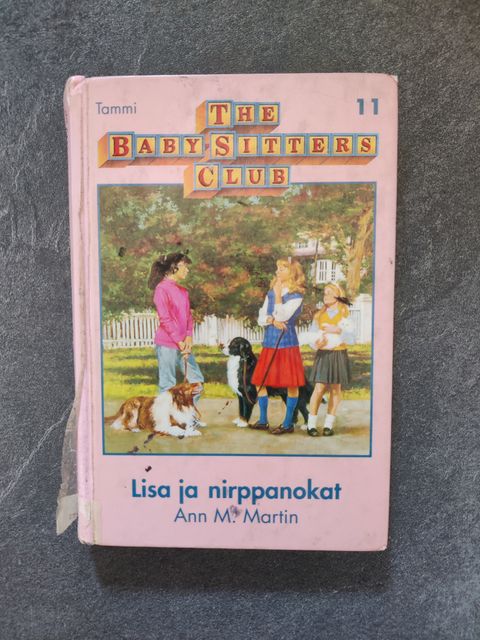 Tammi
11
THE
BABY-SITTERS
CLUB
Lisa ja nirppanokat
Ann M. Martin